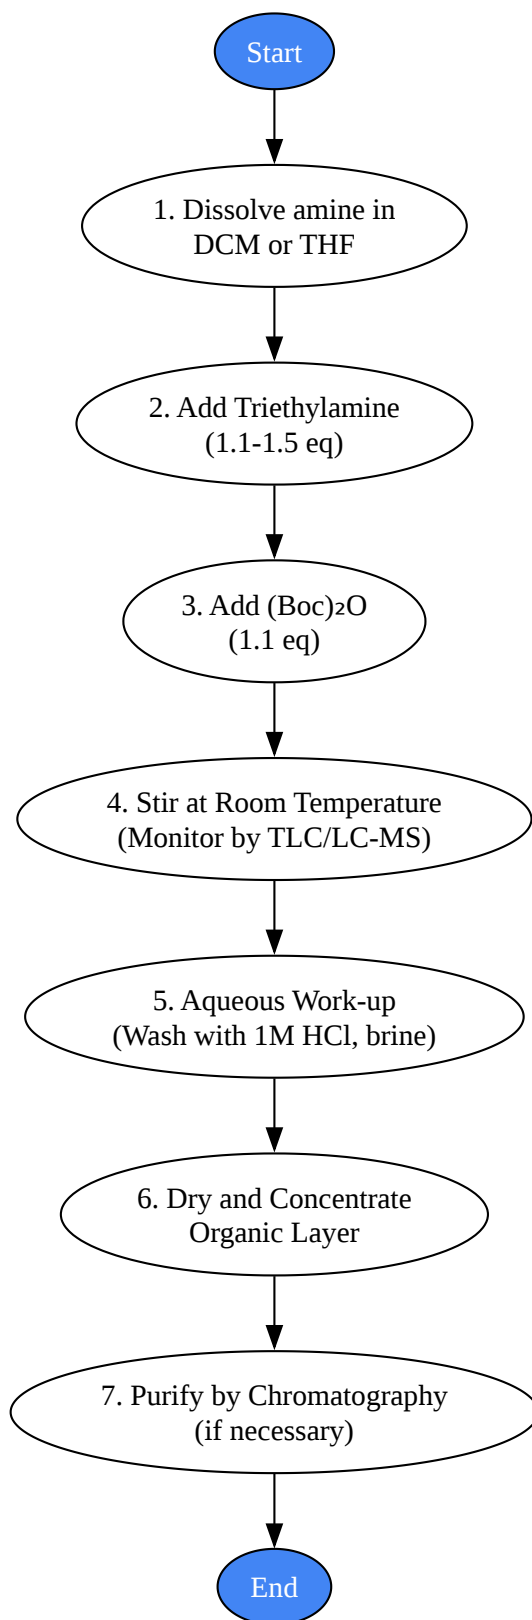 Start
1. Dissolve amine in
DCM or THF
2. Add Triethylamine
(1.1-1.5 eq)
3. Add (Boc)₂O
(1.1 eq)
4. Stir at Room Temperature
(Monitor by TLC/LC-MS)
5. Aqueous Work-up
(Wash with 1M HCl, brine)
6. Dry and Concentrate
Organic Layer
7. Purify by Chromatography
(if necessary)
End